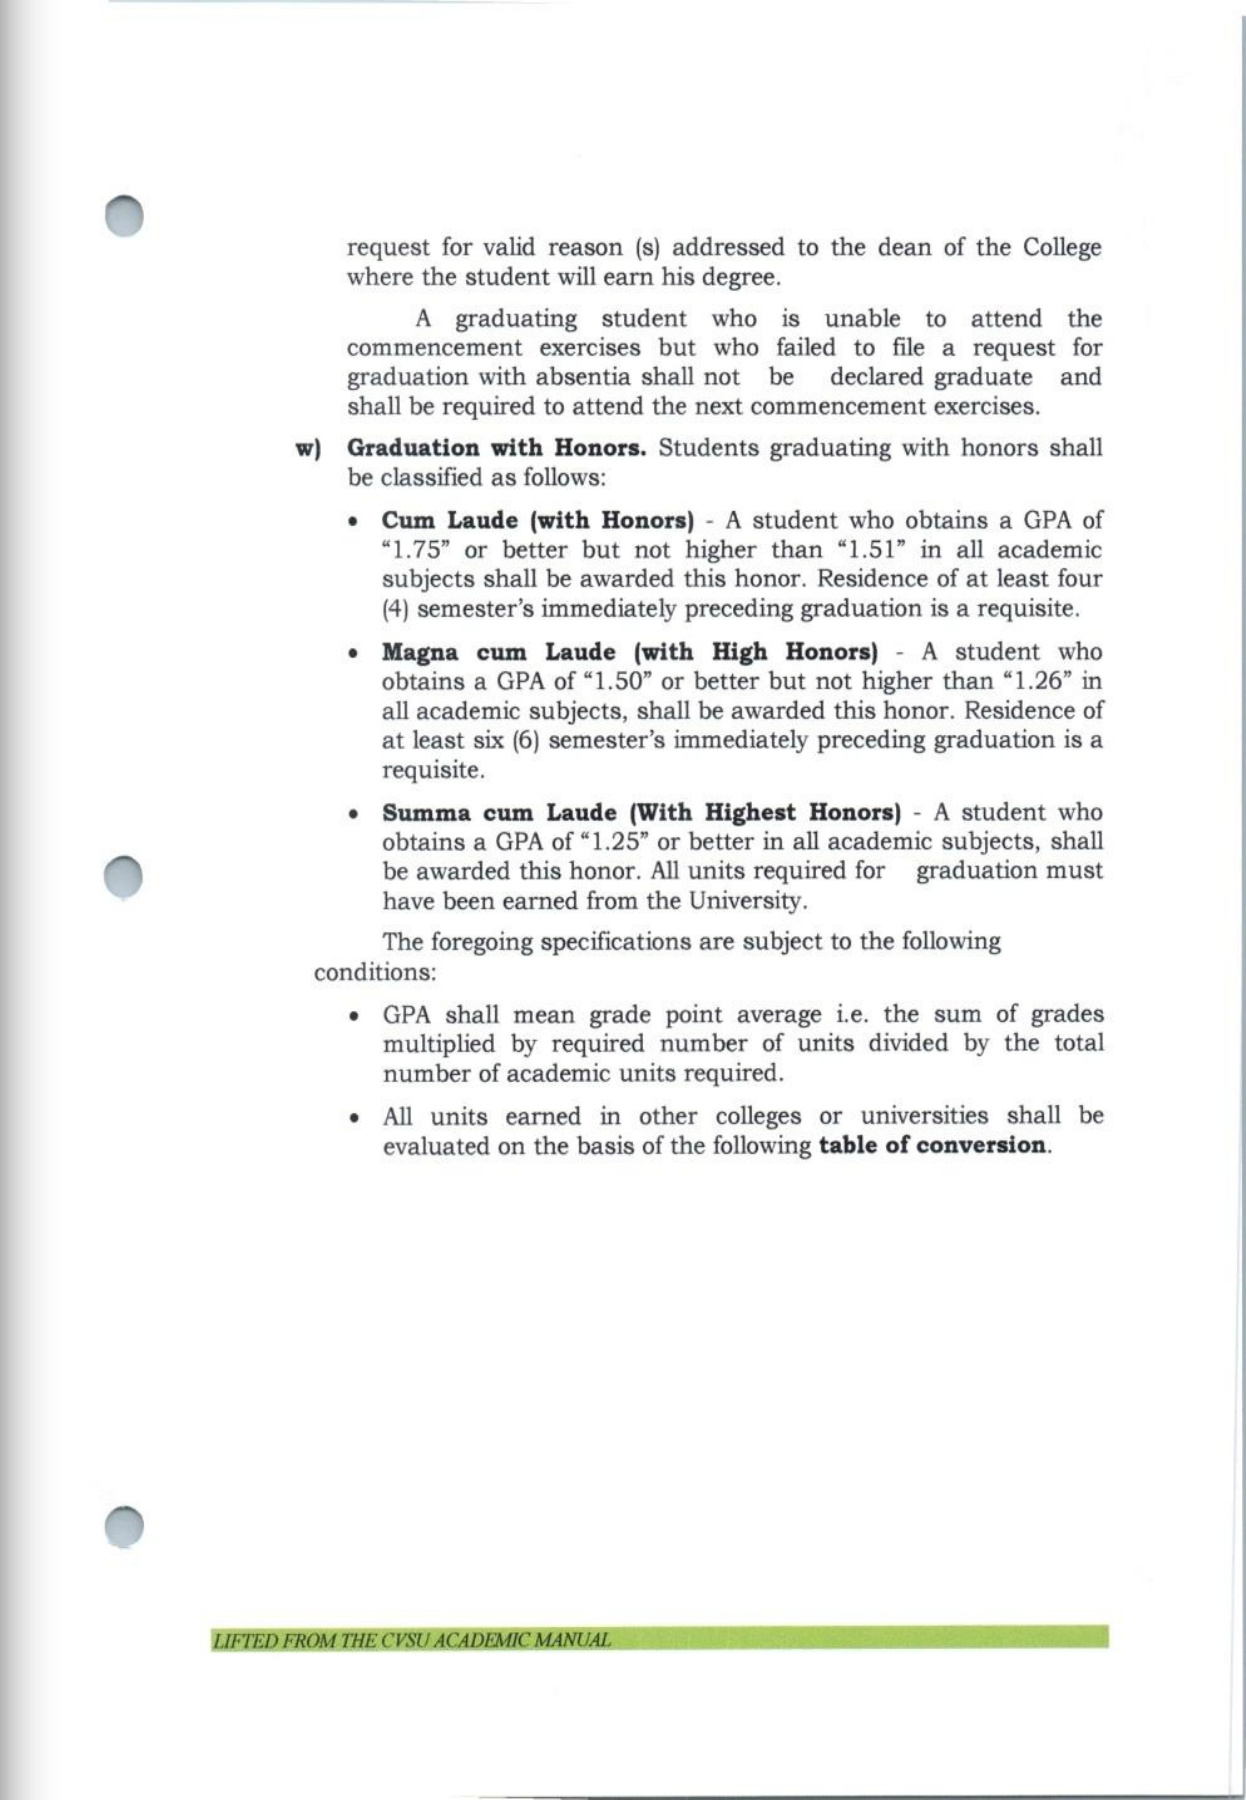 request for valid reason (s) addressed to the dean of the College
where the student will earn his degree.
A graduating student who is unable to attend the
commencement exercises but who failed to file a request for
graduation with absentia shall not be declared graduate and
shall be required to attend the next commencement exercises.
w) Graduation with Honors. Students graduating with honors shall
be classified as follows:
• Cum Laude (with Honors) - A student who obtains a GPA of
“1.75” or better but not higher than “1.51” in all academic
subjects shall be awarded this honor. Residence of at least four
(4) semester’s immediately preceding graduation is a requisite.
• Magna cum Laude (with High Honors) - A student who
obtains a GPA of “1.50” or better but not higher than “1.26” in
all academic subjects, shall be awarded this honor. Residence of
at least six (6) semester’s immediately preceding graduation is a
requisite.
• Summa cum Laude (With Highest Honors) - A student who
obtains a GPA of “1.25” or better in all academic subjects, shall
be awarded this honor. All units required for graduation must
have been earned from the University.
The foregoing specifications are subject to the following
conditions:
• GPA shall mean grade point average i.e. the sum of grades
multiplied by required number of units divided by the total
number of academic units required.
• All units earned in other colleges or universities shall be
evaluated on the basis of the following table of conversion.
LIFTED FROM THE CVSU ACADEMIC MANUAL